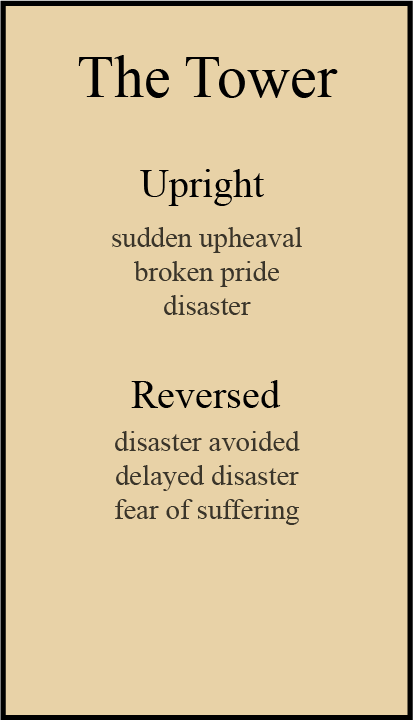 The Tower
Upright
sudden upheaval
broken pride
disaster
Reversed
disaster avoided
delayed disaster
fear of suffering